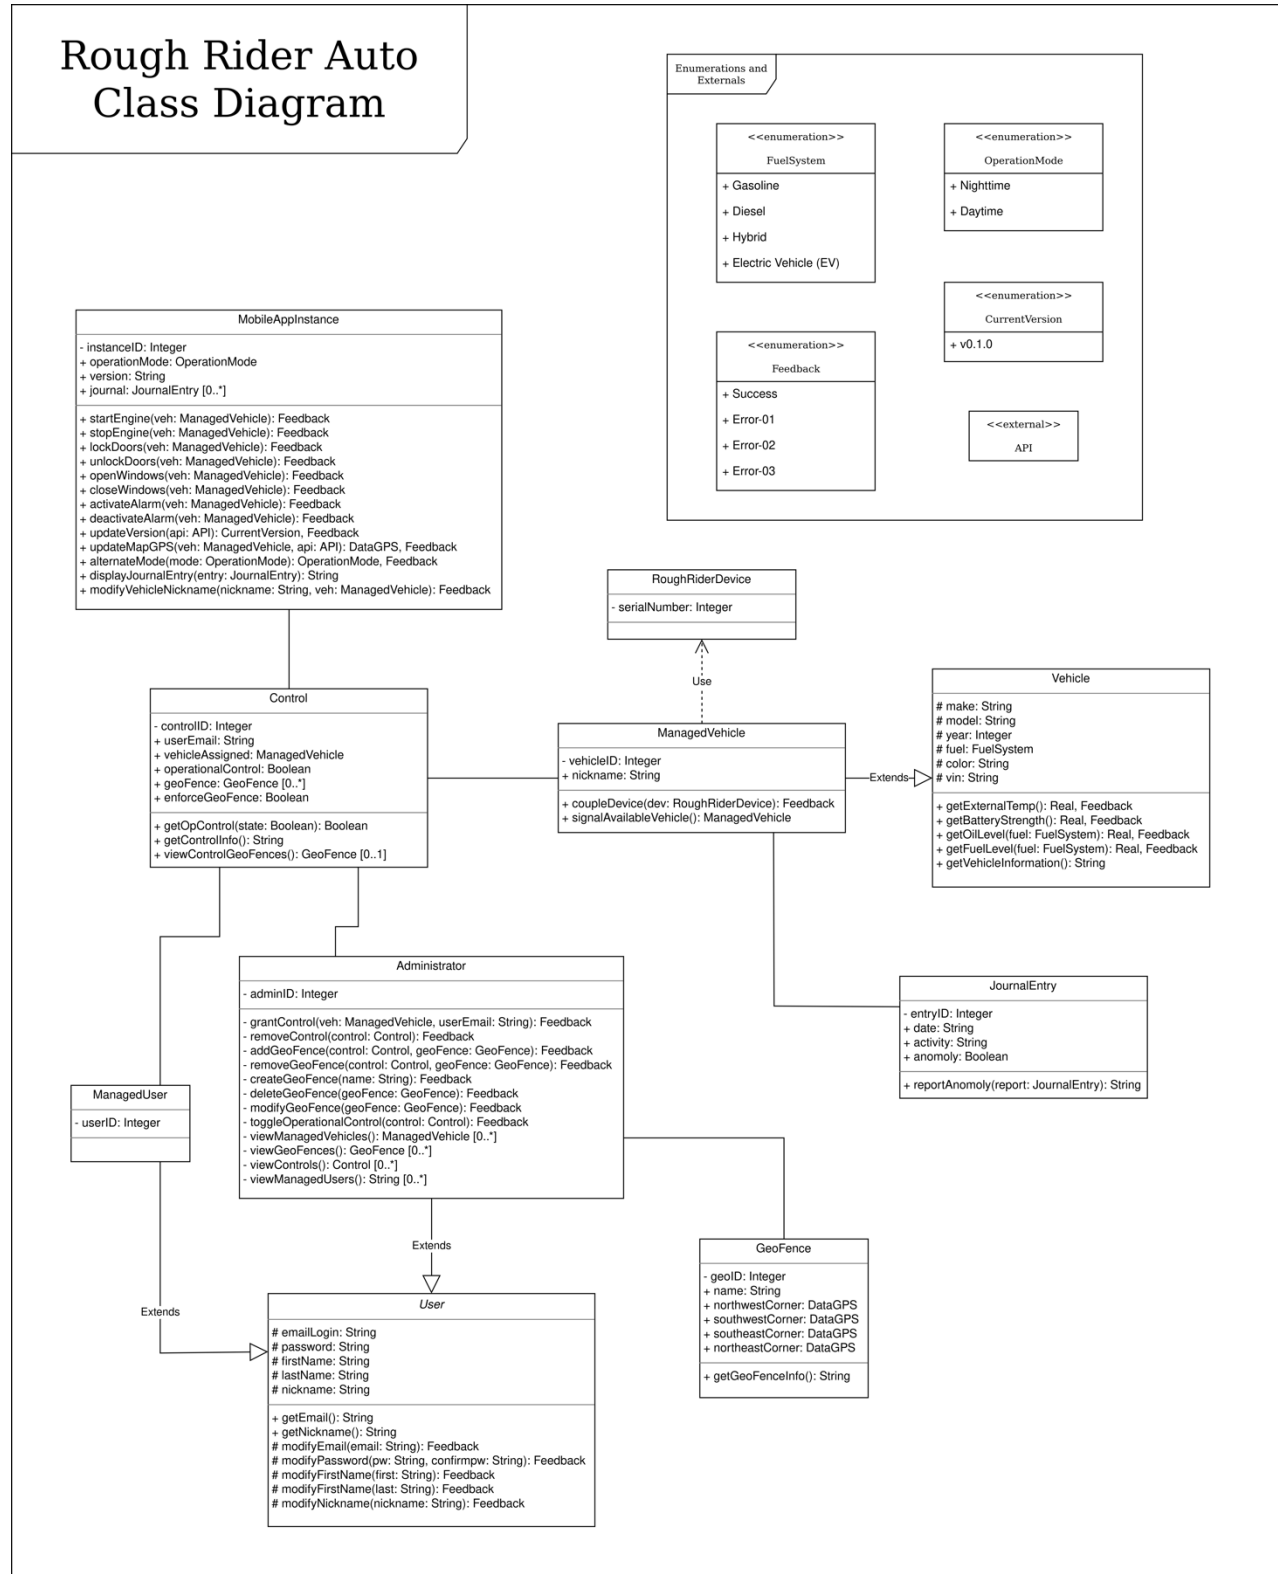 Rough Rider Auto
Class Diagram
Enumerations and
Externals
<<enumeration>>
FuelSystem
+ Gasoline
+ Diesel
+ Hybrid
+ Electric Vehicle (EV)
<<enumeration>>
OperationMode
+ Nighttime
+ Daytime
<<enumeration>>
CurrentVersion
+ v0.1.0
<<enumeration>>
Feedback
+ Success
+ Error-01
+ Error-02
+ Error-03
<<external>>
API
MobileAppInstance
- instanceID: Integer
+ operationMode: OperationMode
+ version: String
+ journal: JournalEntry [0..*]
+ startEngine(veh: ManagedVehicle): Feedback
+ stopEngine(veh: ManagedVehicle): Feedback
+ lockDoors(veh: ManagedVehicle): Feedback
+ unlockDoors(veh: ManagedVehicle): Feedback
+ openWindows(veh: ManagedVehicle): Feedback
+ closeWindows(veh: ManagedVehicle): Feedback
+ activateAlarm(veh: ManagedVehicle): Feedback
+ deactivateAlarm(veh: ManagedVehicle): Feedback
+ updateVersion(api: API): CurrentVersion, Feedback
+ updateMapGPS(veh: ManagedVehicle, api: API): DataGPS, Feedback
+ alternateMode(mode: OperationMode): OperationMode, Feedback
+ displayJournalEntry(entry: JournalEntry): String
+ modifyVehicleNickname(nickname: String, veh: ManagedVehicle): Feedback
RoughRiderDevice
- serialNumber: Integer
Use
Control
- controlID: Integer
+ userEmail: String
+ vehicleAssigned: ManagedVehicle
+ operationalControl: Boolean
+ geoFence: GeoFence [0..*]
+ enforceGeoFence: Boolean
+ getOpControl(state: Boolean): Boolean
+ getControlInfo(): String
+ viewControlGeoFences(): GeoFence [0..1]
ManagedVehicle
- vehicleID: Integer
+ nickname: String
+ coupleDevice(dev: RoughRiderDevice): Feedback
+ signalAvailableVehicle(): ManagedVehicle
Extends
Vehicle
# make: String
# model: String
# year: Integer
# fuel: FuelSystem
# color: String
# vin: String
+ getExternalTemp(): Real, Feedback
+ getBatteryStrength(): Real, Feedback
+ getOilLevel(fuel: FuelSystem): Real, Feedback
+ getFuelLevel(fuel: FuelSystem): Real, Feedback
+ getVehicleInformation(): String
Administrator
- adminID: Integer
- grantControl(veh: ManagedVehicle, userEmail: String): Feedback
- removeControl(control: Control): Feedback
- addGeoFence(control: Control, geoFence: GeoFence): Feedback
- removeGeoFence(control: Control, geoFence: GeoFence): Feedback
- createGeoFence(name: String): Feedback
- deleteGeoFence(geoFence: GeoFence): Feedback
- modifyGeoFence(geoFence: GeoFence): Feedback
- toggleOperationalControl(control: Control): Feedback
- viewManagedVehicles(): ManagedVehicle [0..*]
- viewGeoFences(): GeoFence [0..*]
- viewControls(): Control [0..*]
- viewManagedUsers(): String [0..*]
JournalEntry
- entryID: Integer
+ date: String
+ activity: String
+ anomoly: Boolean
+ reportAnomoly(report: JournalEntry): String
ManagedUser
- userID: Integer
Extends
Extends
GeoFence
- geoID: Integer
+ name: String
+ northwestCorner: DataGPS
+ southwestCorner: DataGPS
+ southeastCorner: DataGPS
+ northeastCorner: DataGPS
+ getGeoFenceInfo(): String
User
# emailLogin: String
# password: String
# firstName: String
# lastName: String
# nickname: String
+ getEmail(): String
+ getNickname(): String
# modifyEmail(email: String): Feedback
# modifyPassword(pw: String, confirmpw: String): Feedback
# modifyFirstName(first: String): Feedback
# modifyFirstName(last: String): Feedback
# modifyNickname(nickname: String): Feedback